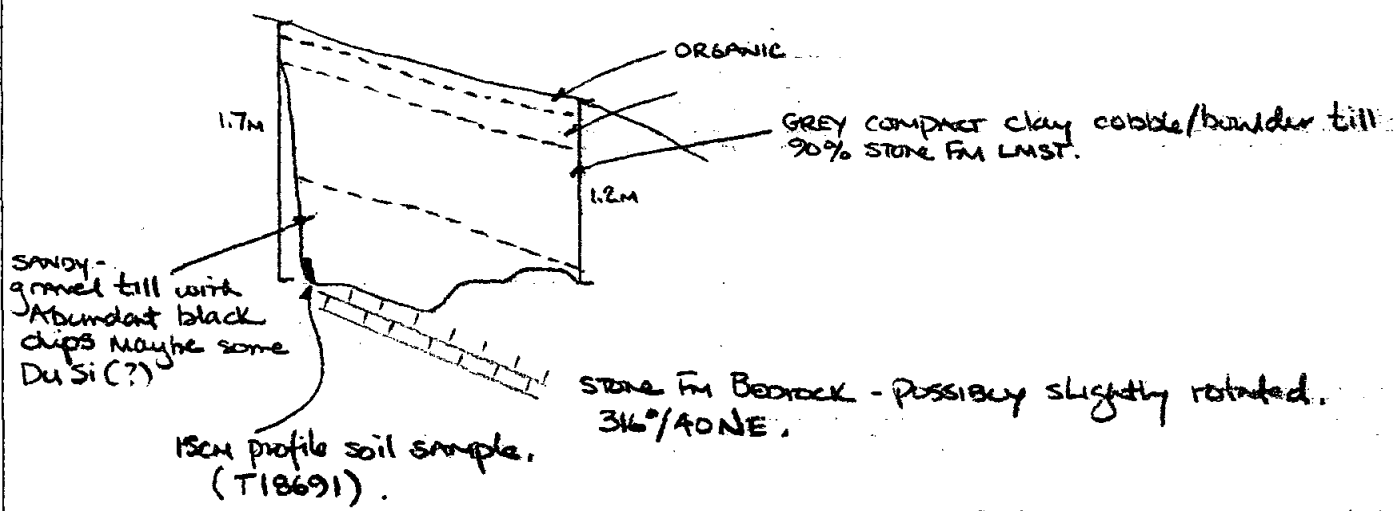 ORGANIC
1.7M
GREY COMPACT clay cobble/boulder till
90% STONE FM LMST.
1.2M
SANDY-
gravel till with
Abundant black
chips Maybe some
Du Si (?)
STONE FM BEDROCK - POSSIBLY slightly rotated.
316°/40NE.
15CM profile soil sample.
(T18691).